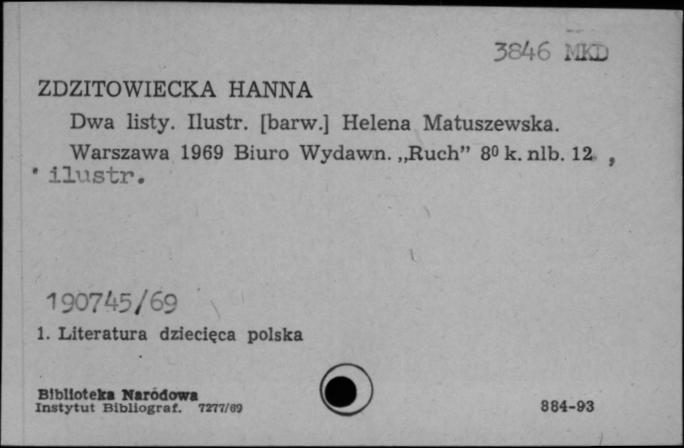 3846 MKD
ZDZITOWIECKA HANNA
Dwa listy. Ilustr. [barw.] Helena Matuszewska.
Warszawa 1969 Biuro Wydawn. „Ruch” 8⁰ k. nlb. 12 ,
ilustr.
190745/69
1. Literatura dziecięca polska
Biblioteka Narodowa
Instytut Bibliograf. 7277/69
884-93